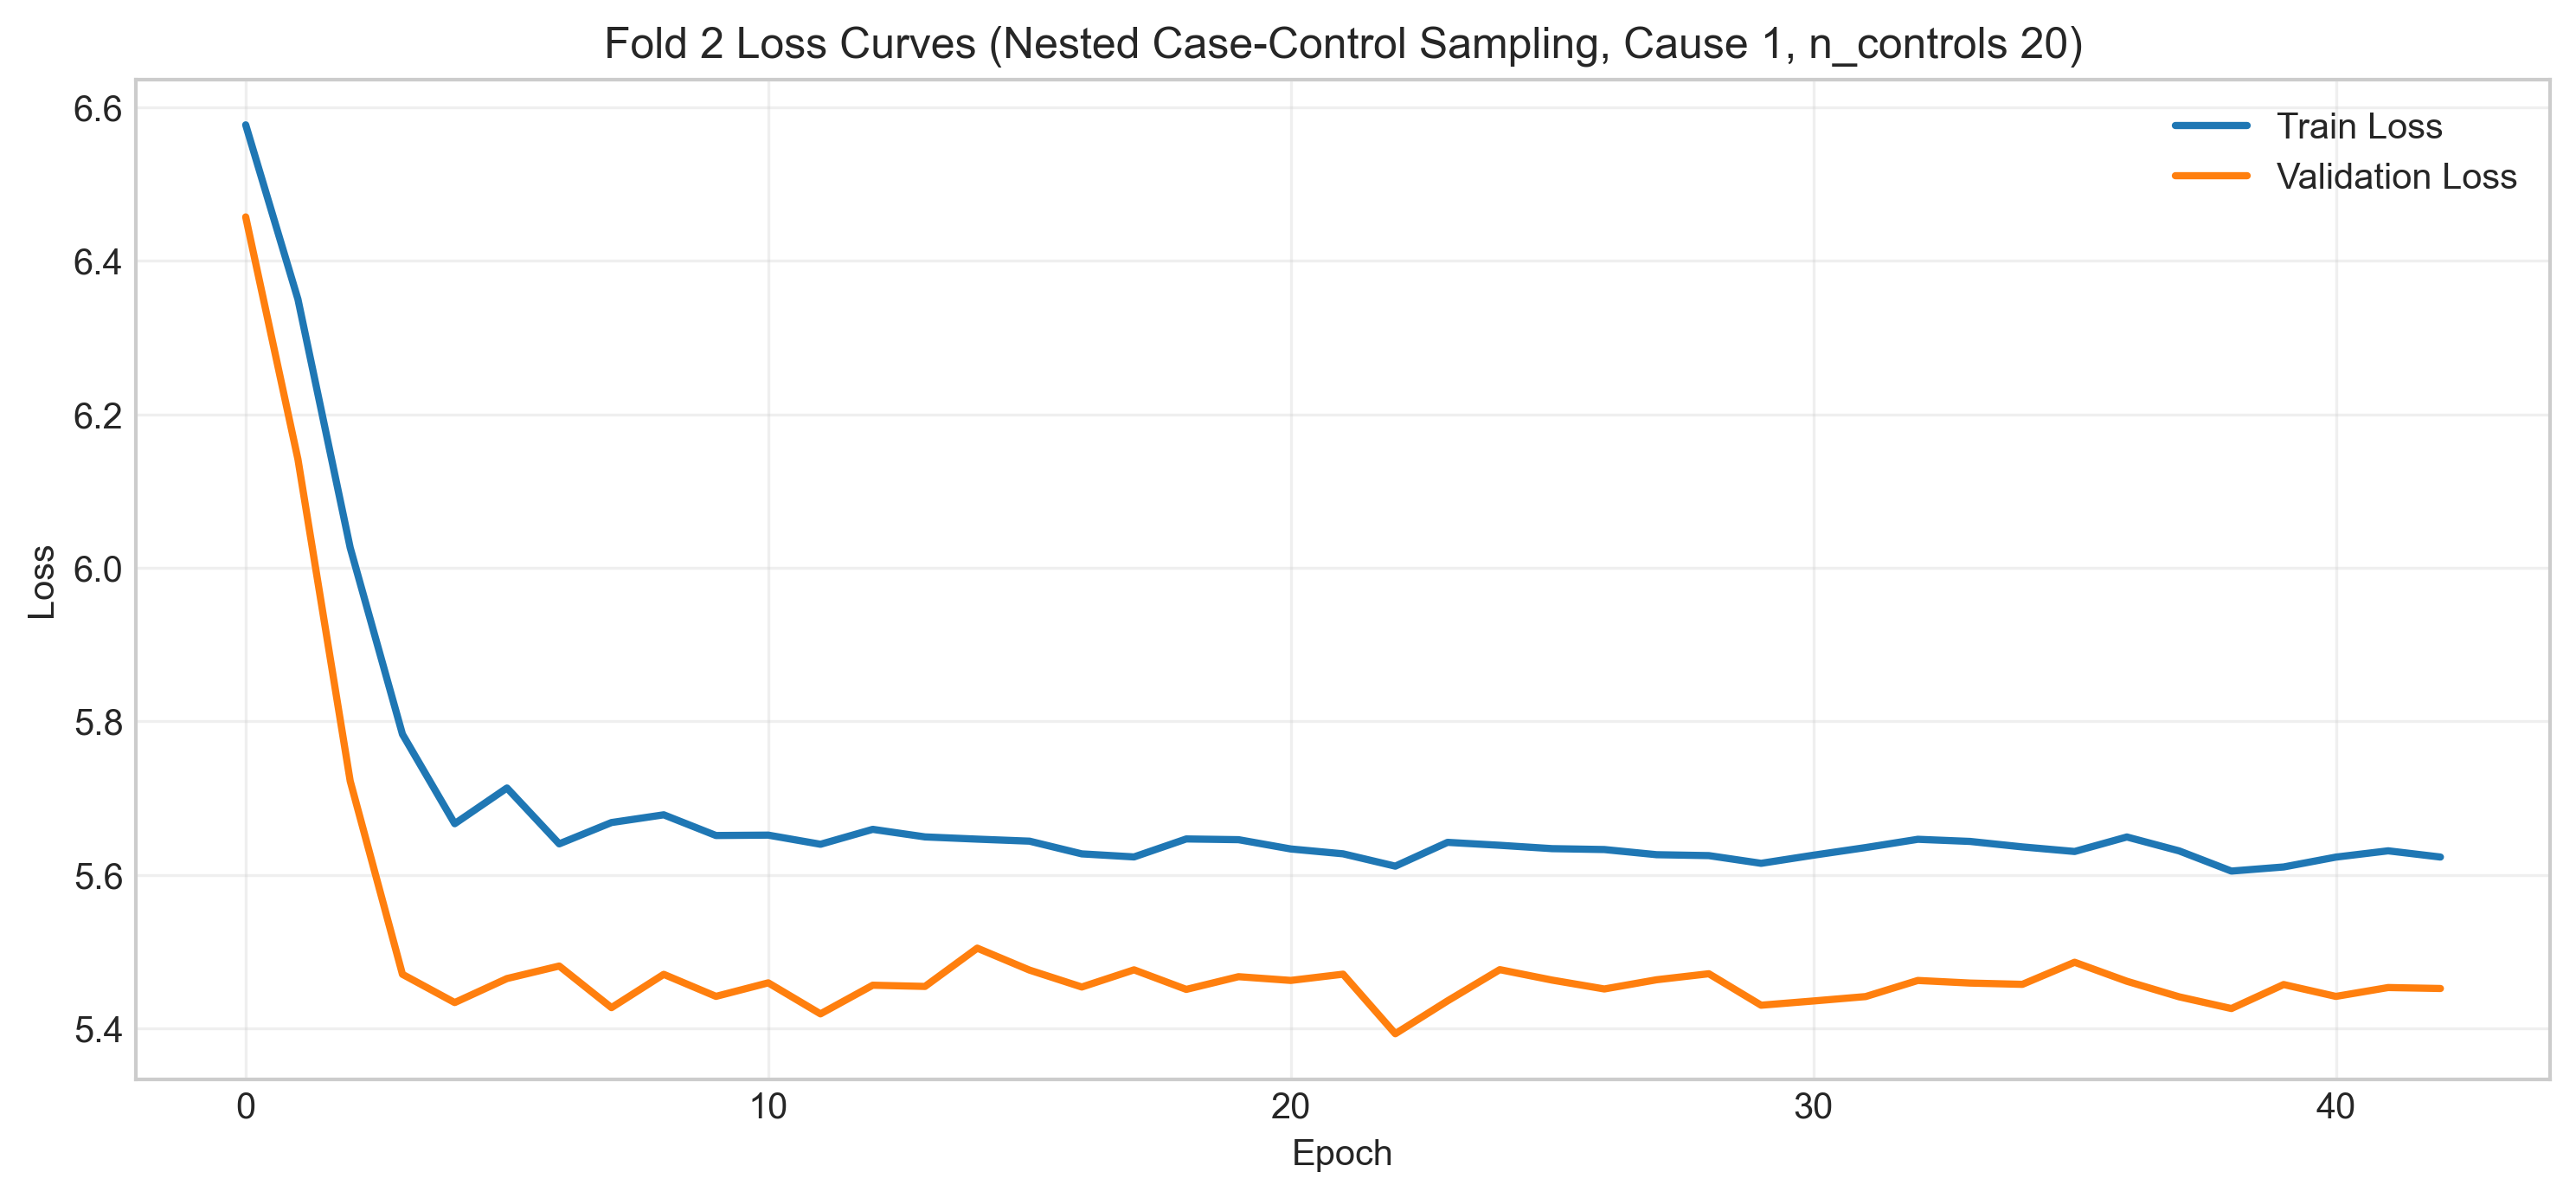 Fold 2 Loss Curves (Nested Case-Control Sampling, Cause 1, n_controls 20)
Train Loss
Validation Loss
6.6
6.4
6.2
6.0
5.8
5.6
5.4
Loss
0 10 20 30 40
Epoch